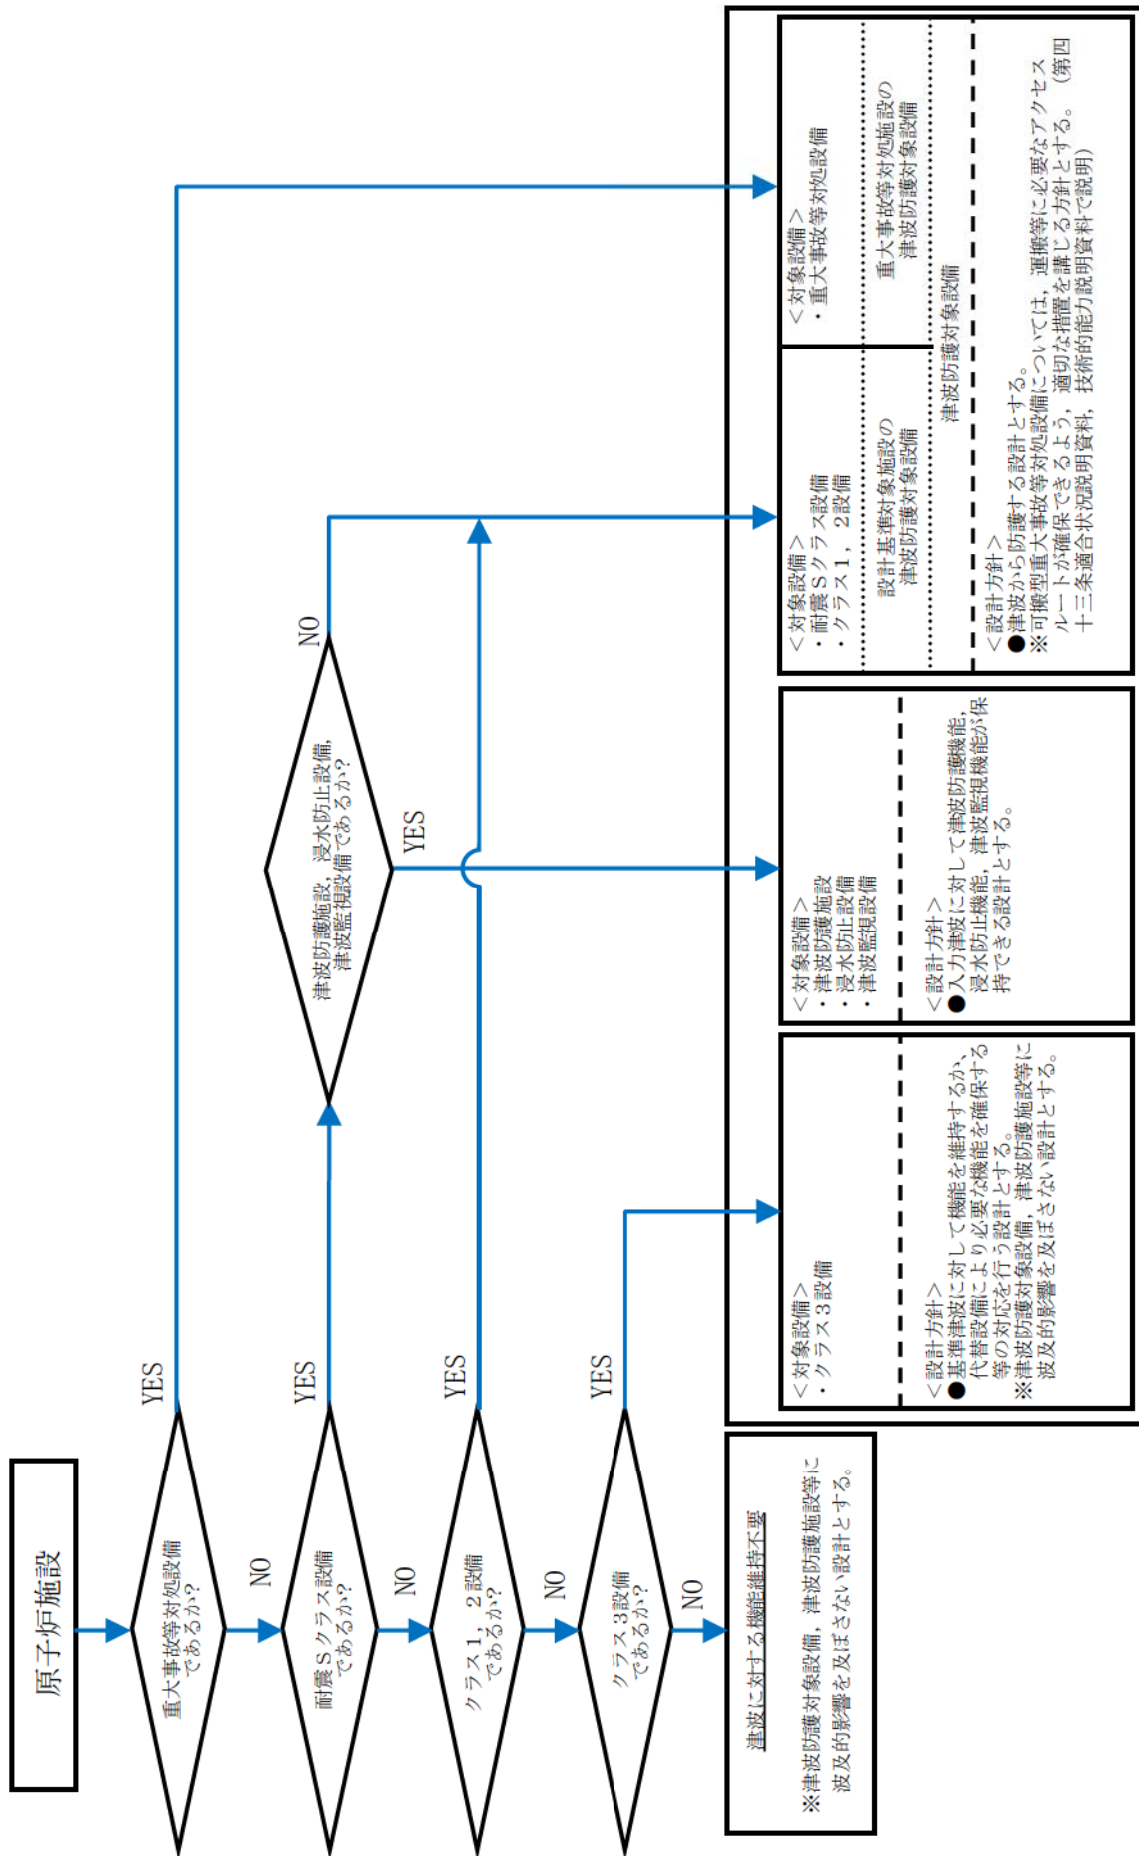 原子炉施設
重大事故等対処設備
であるか？
YES
NO
耐震Ｓクラス設備
であるか？
YES
NO
津波防護施設，浸水防止設備，
津波監視設備であるか？
NO
YES
クラス１，２設備
であるか？
YES
NO
クラス３設備
であるか？
YES
NO
津波に対する機能維持不要
※津波防護対象設備，津波防護施設等に
波及的影響を及ぼさない設計とする。
＜対象設備＞
・クラス３設備
＜設計方針＞
●基準津波に対して機能を維持するか、
代替設備により必要な機能を確保する
等の対応を行う設計とする。
※津波防護対象設備，津波防護施設等に
波及的影響を及ぼさない設計とする。
＜対象設備＞
・津波防護施設
・浸水防止設備
・津波監視設備
＜設計方針＞
●入力津波に対して津波防護機能，
浸水防止機能，津波監視機能が保
持できる設計とする。
＜対象設備＞
・耐震Ｓクラス設備
・クラス１，２設備
設計基準対象施設の
津波防護対象設備
＜対象設備＞
・重大事故等対処設備
重大事故等対処施設の
津波防護対象設備
津波防護対象設備
＜設計方針＞
●津波から防護する設計とする。
※可搬型重大事故等対処設備については，運搬等に必要なアクセス
ルートが確保できるよう，適切な措置を講じる方針とする。（第四
十三条適合状況説明資料，技術的能力説明資料で説明）